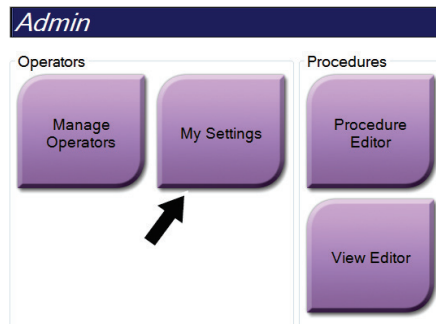 Admin
Operators
Procedures
Manage
Operators
My Settings
Procedure
Editor
View Editor